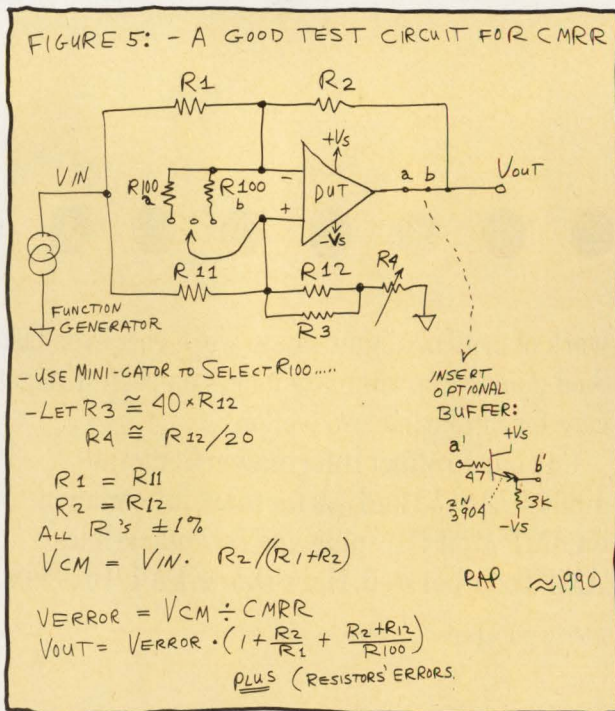 FIGURE 5: - A GOOD TEST CIRCUIT FOR CMRR
R1
R2
+Vs
VIN
R100
a
R100
b
-
+
DUT
a b
VOUT
-Vs
R11
R12
R4
R3
FUNCTION
GENERATOR
- USE MINI-GATOR TO SELECT R100.....
- LET R3 ≅ 40 × R12
R4 ≅ R12/20
R1 = R11
R2 = R12
ALL R's ±1%
VCM = VIN · R2/(R1+R2)
VERROR = VCM ÷ CMRR
VOUT = VERROR · (1 + R2/R1 + R2+R12/R100)
PLUS (RESISTORS' ERRORS.
INSERT
OPTIONAL
BUFFER:
+Vs
a'
b'
47
2N
3904
3K
-Vs
RAP ≈1990